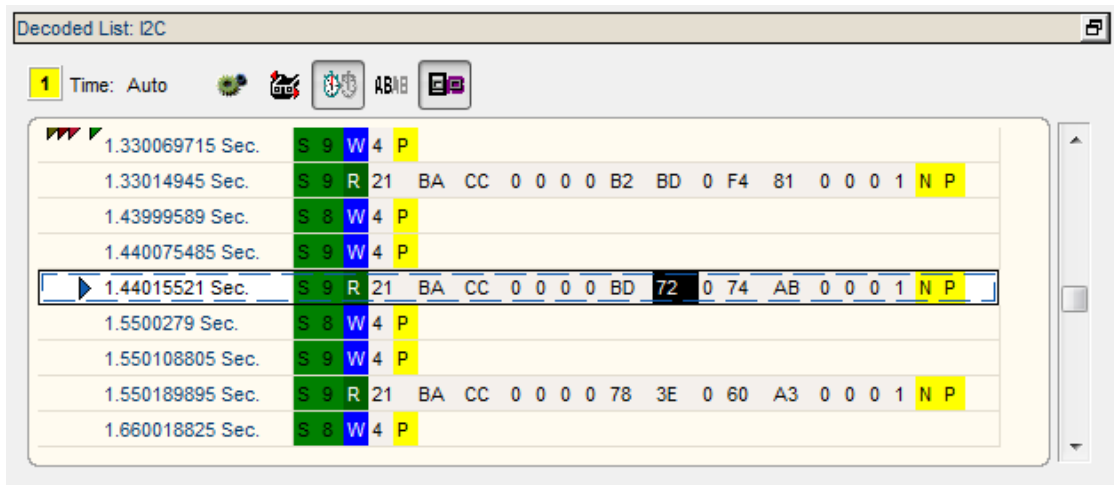 Decoded List: I2C
1 Time: Auto ABAB
1.330069715 Sec. S 9 W 4 P
1.33014945 Sec. S 9 R 21 BA CC 0 0 0 0 B2 BD 0 F4 81 0 0 0 1 N P
1.43999589 Sec. S 8 W 4 P
1.440075485 Sec. S 9 W 4 P
1.44015521 Sec. S 9 R 21 BA CC 0 0 0 0 BD 72 0 74 AB 0 0 0 1 N P
1.5500279 Sec. S 8 W 4 P
1.550108805 Sec. S 9 W 4 P
1.550189895 Sec. S 9 R 21 BA CC 0 0 0 0 78 3E 0 60 A3 0 0 0 1 N P
1.660018825 Sec. S 8 W 4 P